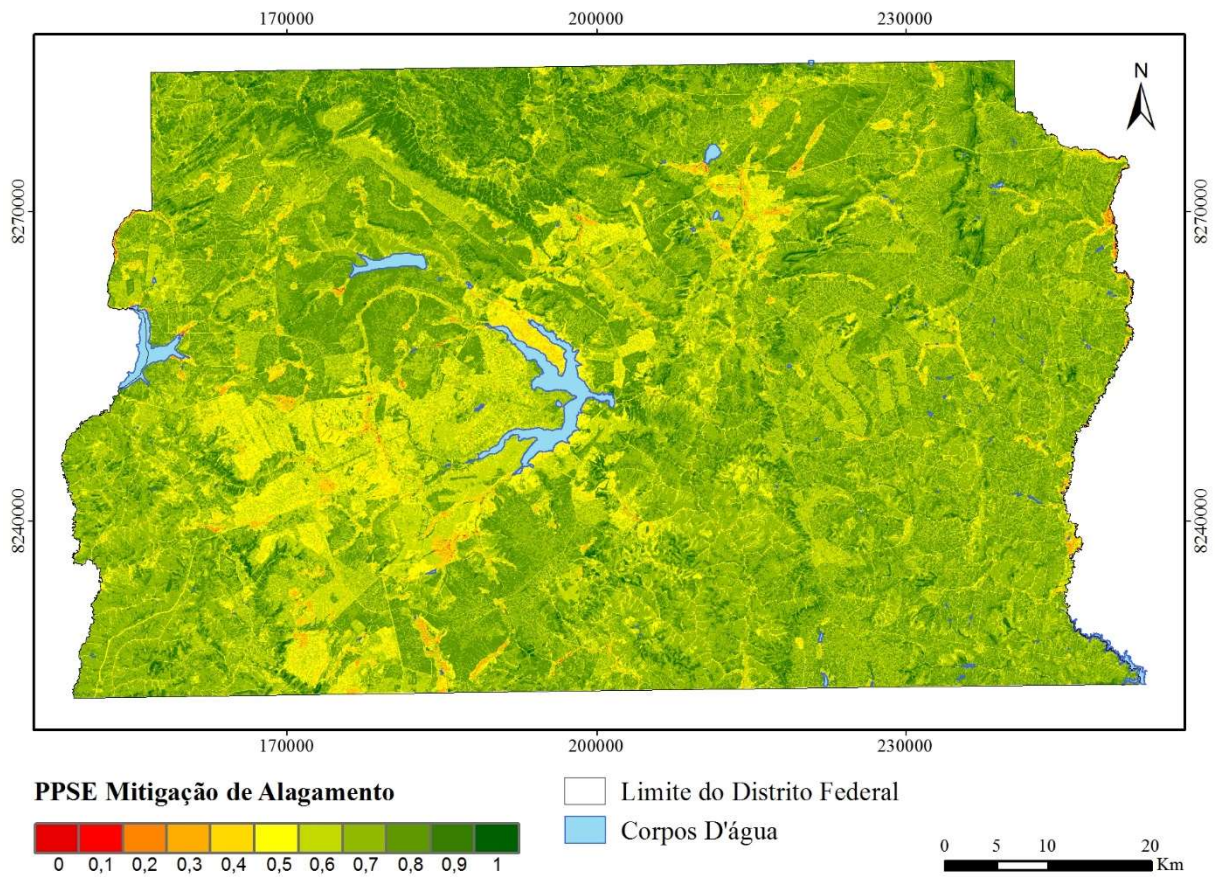 170000 200000 230000
N
8270000 8270000
8240000 8240000
170000 200000 230000
PPSE Mitigação de Alagamento
0 0,1 0,2 0,3 0,4 0,5 0,6 0,7 0,8 0,9 1
Limite do Distrito Federal
Corpos D'água
0 5 10 20
Km